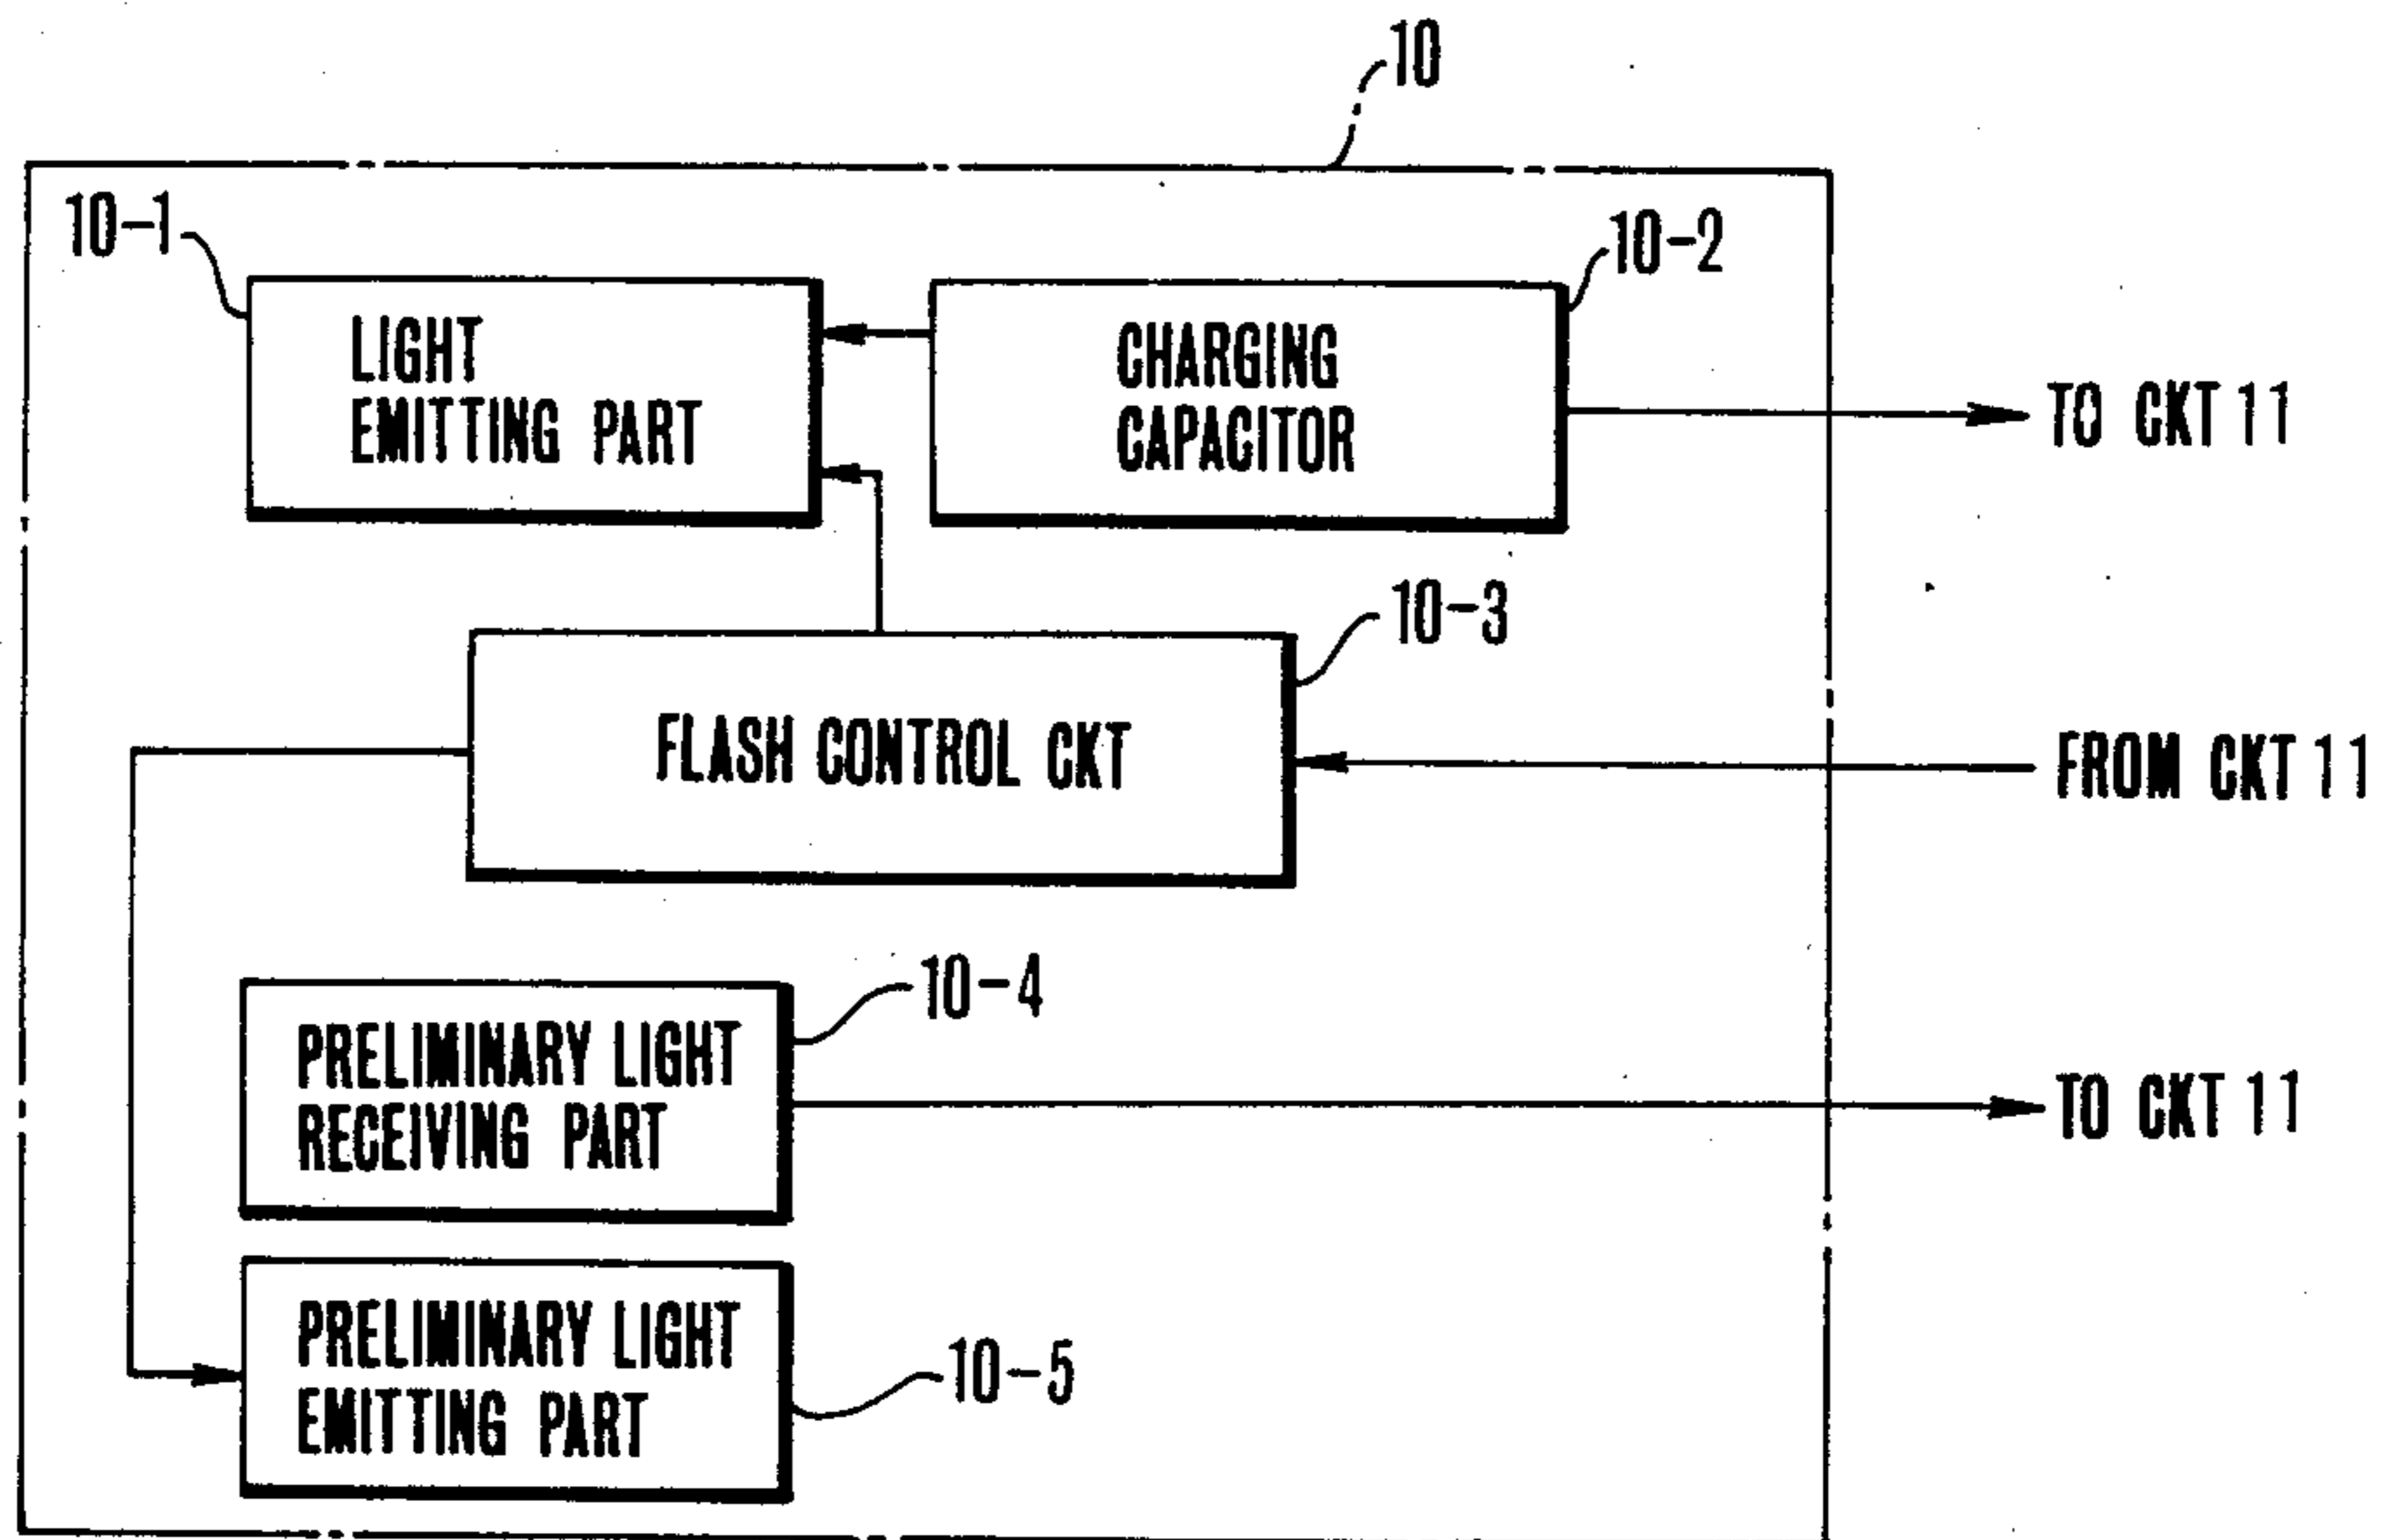 10
10-1
10-2
LIGHT
EMITTING PART
CHARGING
CAPACITOR
TO CKT 11
10-3
FLASH CONTROL CKT
FROM CKT 11
10-4
PRELIMINARY LIGHT
RECEIVING PART
TO CKT 11
PRELIMINARY LIGHT
EMITTING PART
10-5